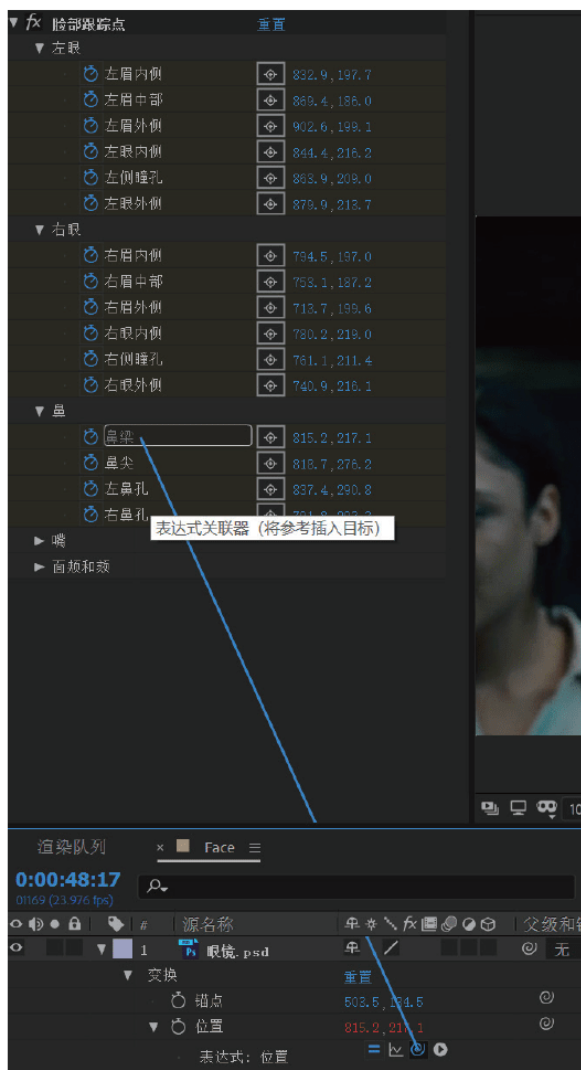 fx 脸部跟踪点 重置
左眼
左眉内侧 832.9,197.7
左眉中部 869.4,186.0
左眉外侧 902.6,199.1
左眼内侧 844.4,216.2
左侧瞳孔 863.9,209.0
左眼外侧 879.9,213.7
右眼
右眉内侧 794.5,197.0
右眉中部 753.1,187.2
右眉外侧 713.7,199.6
右眼内侧 780.2,219.0
右侧瞳孔 761.1,211.4
右眼外侧 740.9,216.1
鼻
鼻梁 815.2,217.1
鼻尖 818.7,276.2
左鼻孔 837.4,290.8
右鼻孔
表达式关联器（将参考插入目标）
嘴
面颊和颏
10
渲染队列 × Face
0:00:48:17
01169 (23.976 fps)
# 源名称 父级和
1 Ps 眼镜.psd 无
变换 重置
锚点
位置 815.2,217.1
表达式: 位置